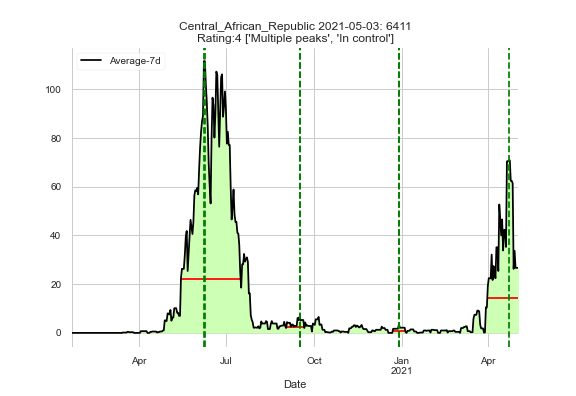 Central_African_Republic 2021-05-03: 6411
Rating:4 ['Multiple peaks', 'In control']
Average-7d
100
80
60
40
20
0
Apr Jul Oct Jan Apr
2021
Date